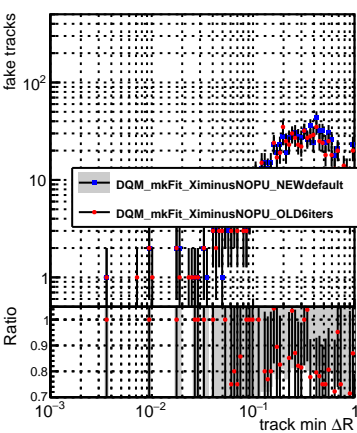 fake tracks
10²
10
1
DQM_mkFit_XiminusNOPU_NEWdefault
DQM_mkFit_XiminusNOPU_OLD6iters
Ratio
1
0.9
0.8
0.7
10⁻³ 10⁻² 10⁻¹ 1
track min ΔR